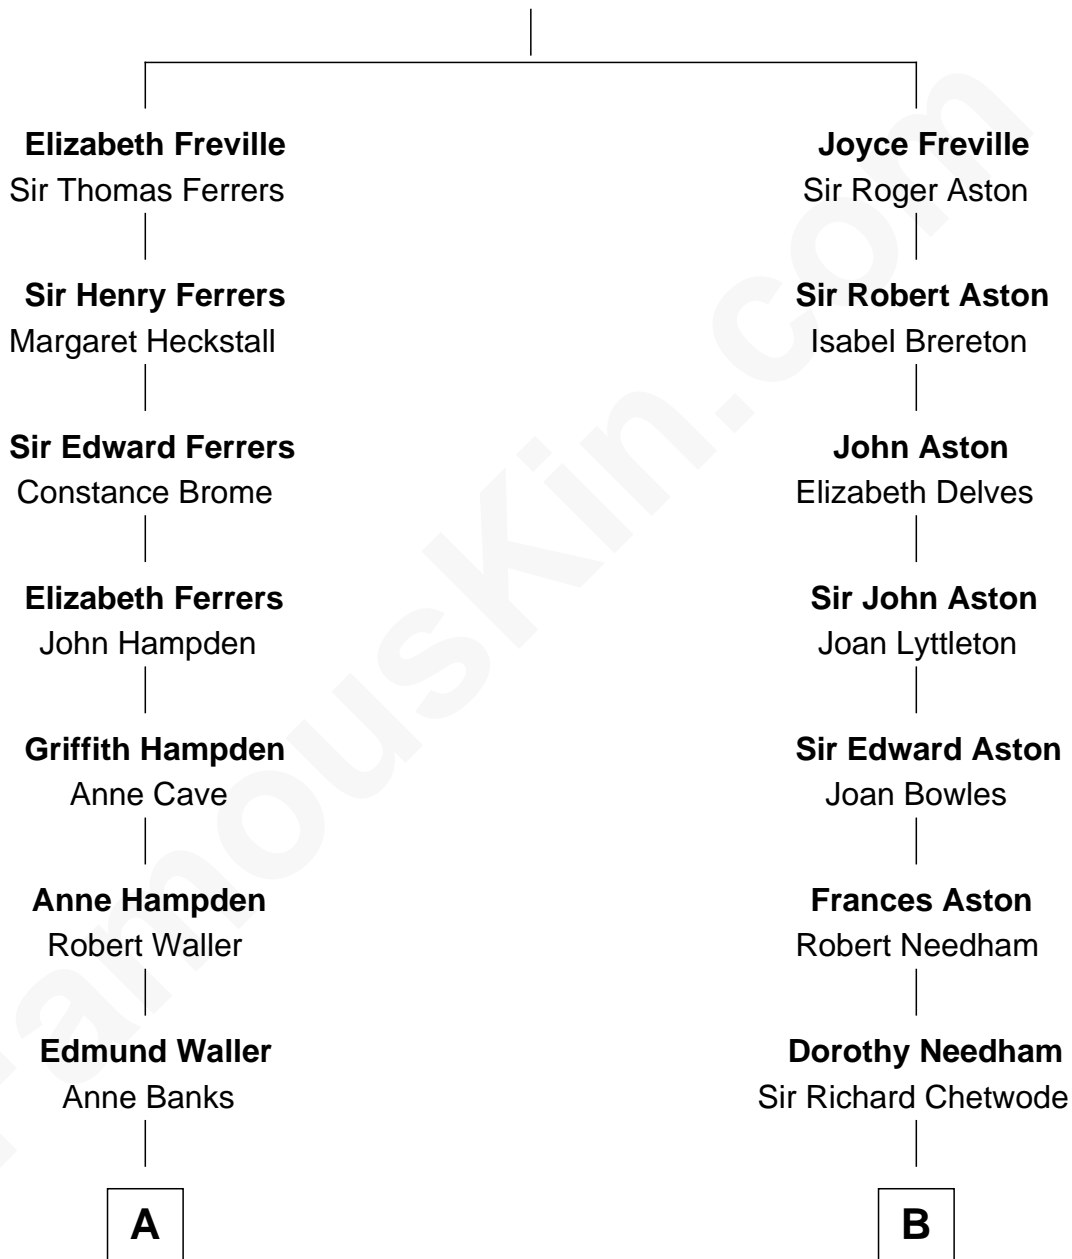 Elizabeth Freville
Sir Thomas Ferrers
Sir Henry Ferrers
Margaret Heckstall
Sir Edward Ferrers
Constance Brome
Elizabeth Ferrers
John Hampden
Griffith Hampden
Anne Cave
Anne Hampden
Robert Waller
Edmund Waller
Anne Banks
A
Joyce Freville
Sir Roger Aston
Sir Robert Aston
Isabel Brereton
John Aston
Elizabeth Delves
Sir John Aston
Joan Lyttleton
Sir Edward Aston
Joan Bowles
Frances Aston
Robert Needham
Dorothy Needham
Sir Richard Chetwode
B
FamousKin.com